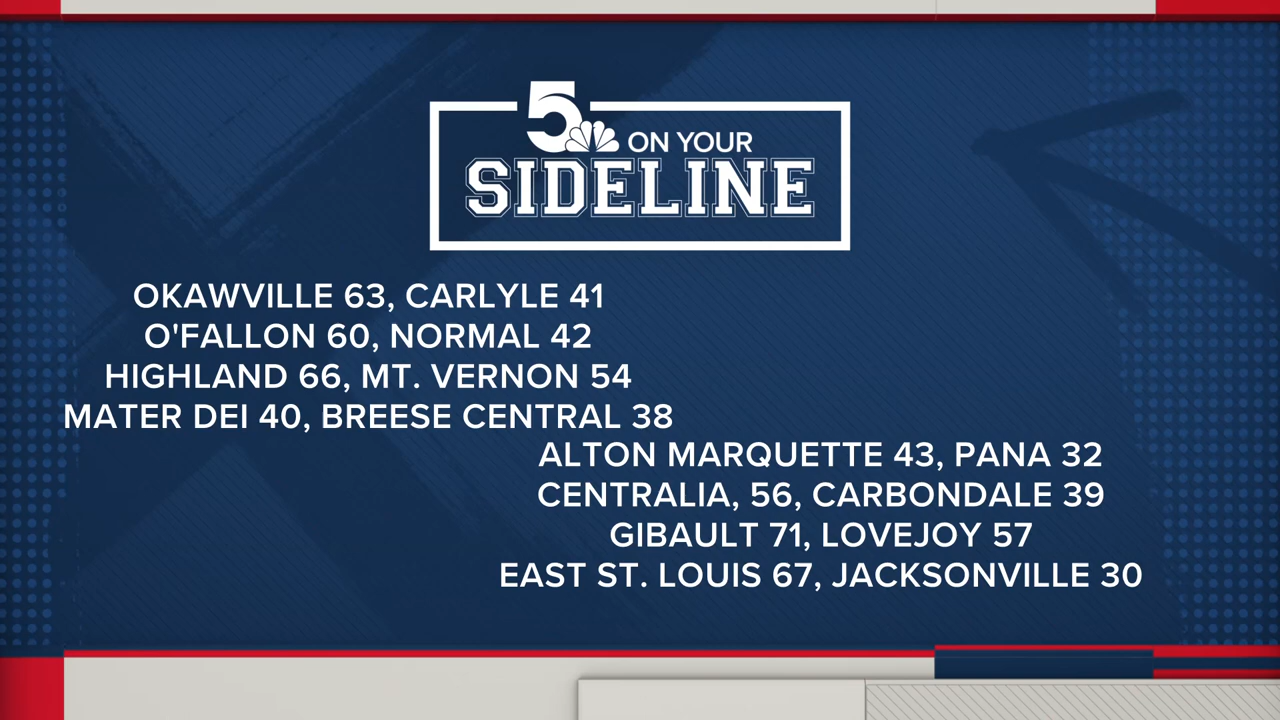 5 ON YOUR
SIDELINE
OKAWVILLE 63, CARLYLE 41
O'FALLON 60, NORMAL 42
HIGHLAND 66, MT. VERNON 54
MATER DEI 40, BREESE CENTRAL 38
ALTON MARQUETTE 43, PANA 32
CENTRALIA, 56, CARBONDALE 39
GIBAULT 71, LOVEJOY 57
EAST ST. LOUIS 67, JACKSONVILLE 30